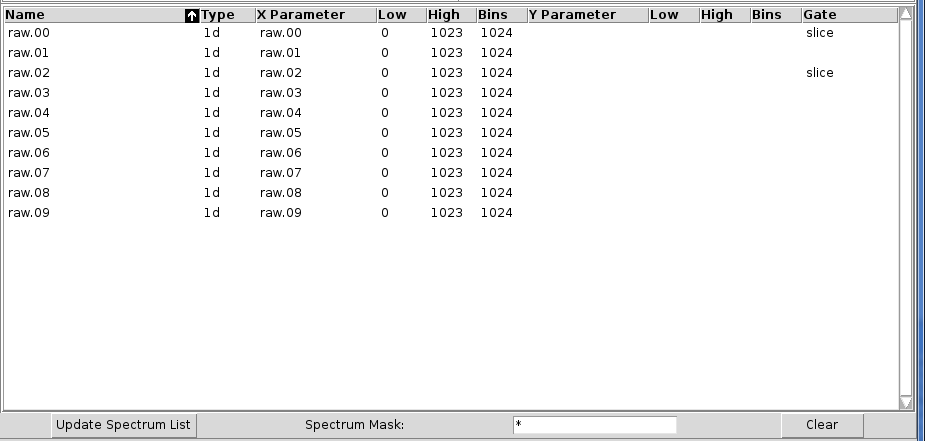 Name Type X Parameter Low High Bins Y Parameter Low High Bins Gate
raw.00 1d raw.00 0 1023 1024 slice
raw.01 1d raw.01 0 1023 1024
raw.02 1d raw.02 0 1023 1024 slice
raw.03 1d raw.03 0 1023 1024
raw.04 1d raw.04 0 1023 1024
raw.05 1d raw.05 0 1023 1024
raw.06 1d raw.06 0 1023 1024
raw.07 1d raw.07 0 1023 1024
raw.08 1d raw.08 0 1023 1024
raw.09 1d raw.09 0 1023 1024
Update Spectrum List Spectrum Mask: * Clear